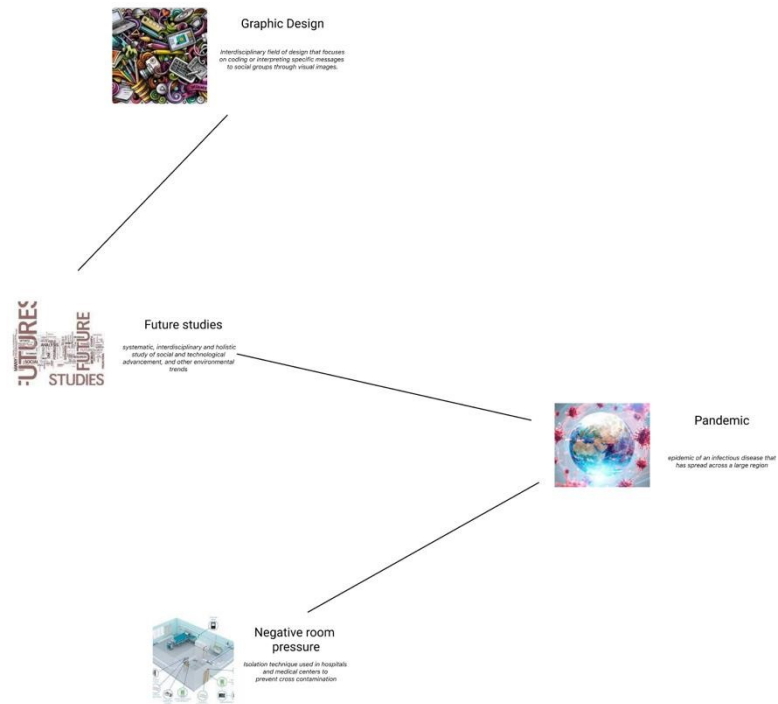 Graphic Design
Interdisciplinary field of design that focuses
on coding or interpreting specific messages
to social groups through visual images.
FUTURES
FUTURE
STUDIES
Future studies
systematic, interdisciplinary and holistic
study of social and technological
advancement, and other environmental
trends
Pandemic
epidemic of an infectious disease that
has spread across a large region
Negative room
pressure
Isolation technique used in hospitals
and medical centers to
prevent cross contamination